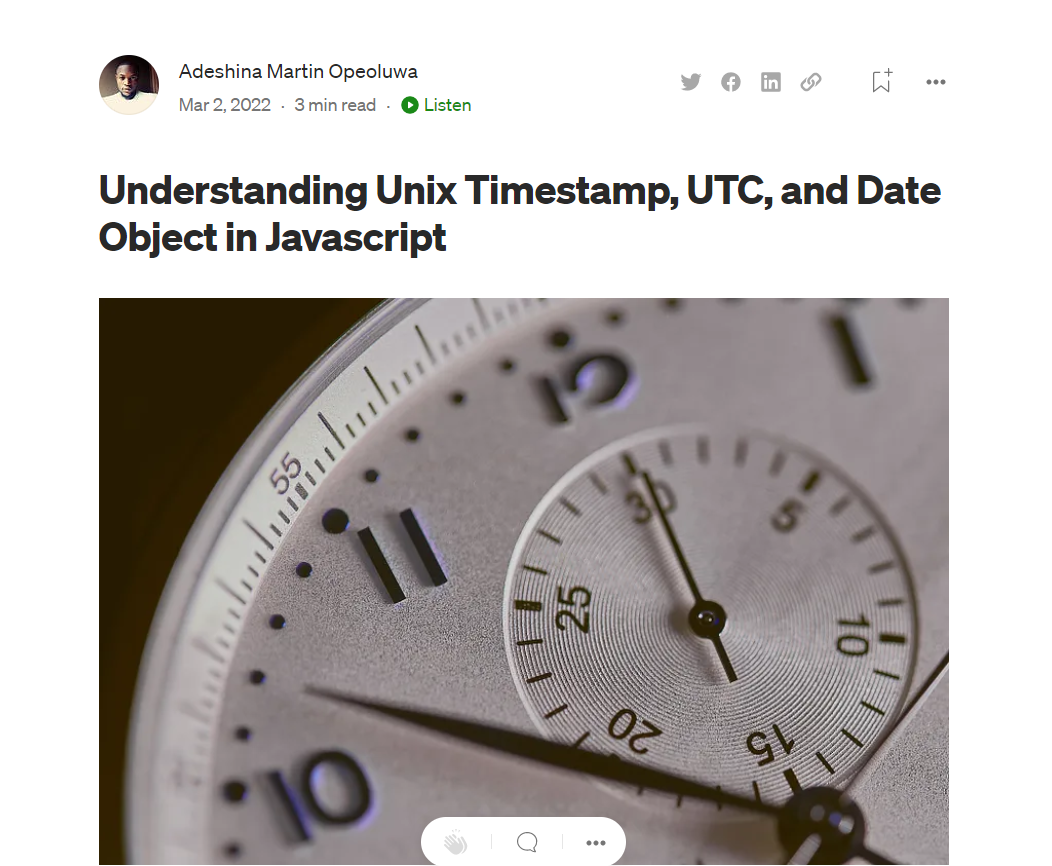 Adeshina Martin Opeoluwa
Mar 2, 2022 · 3 min read · Listen
Understanding Unix Timestamp, UTC, and Date
Object in Javascript
55
12
1
11
30
5
25
10
20
15
10